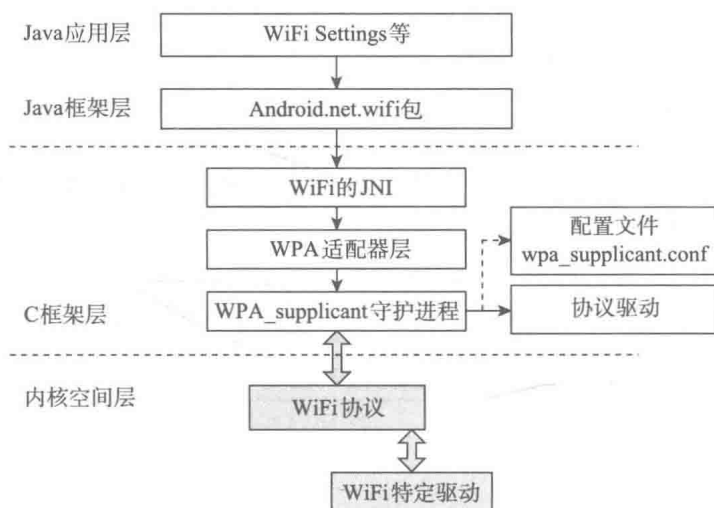 Java应用层
WiFi Settings等
Java框架层
Android.net.wifi包
WiFi的JNI
WPA适配器层
配置文件
wpa_supplicant.conf
C框架层
WPA_supplicant守护进程
协议驱动
内核空间层
WiFi协议
WiFi特定驱动